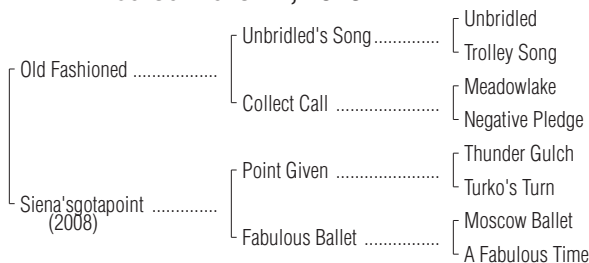 Unbridled
Unbridled's Song.............
Trolley Song
Old Fashioned .................
Meadowlake
Collect Call .....................
Negative Pledge
Thunder Gulch
Point Given .....................
Turko's Turn
Siena'sgotapoint .............
(2008)
Moscow Ballet
Fabulous Ballet ...............
A Fabulous Time